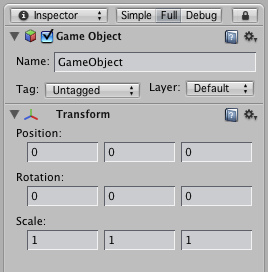 Inspector Simple Full Debug
Game Object
Name: GameObject
Tag: Untagged Layer: Default
Transform
Position:
0 0 0
Rotation:
0 0 0
Scale:
1 1 1